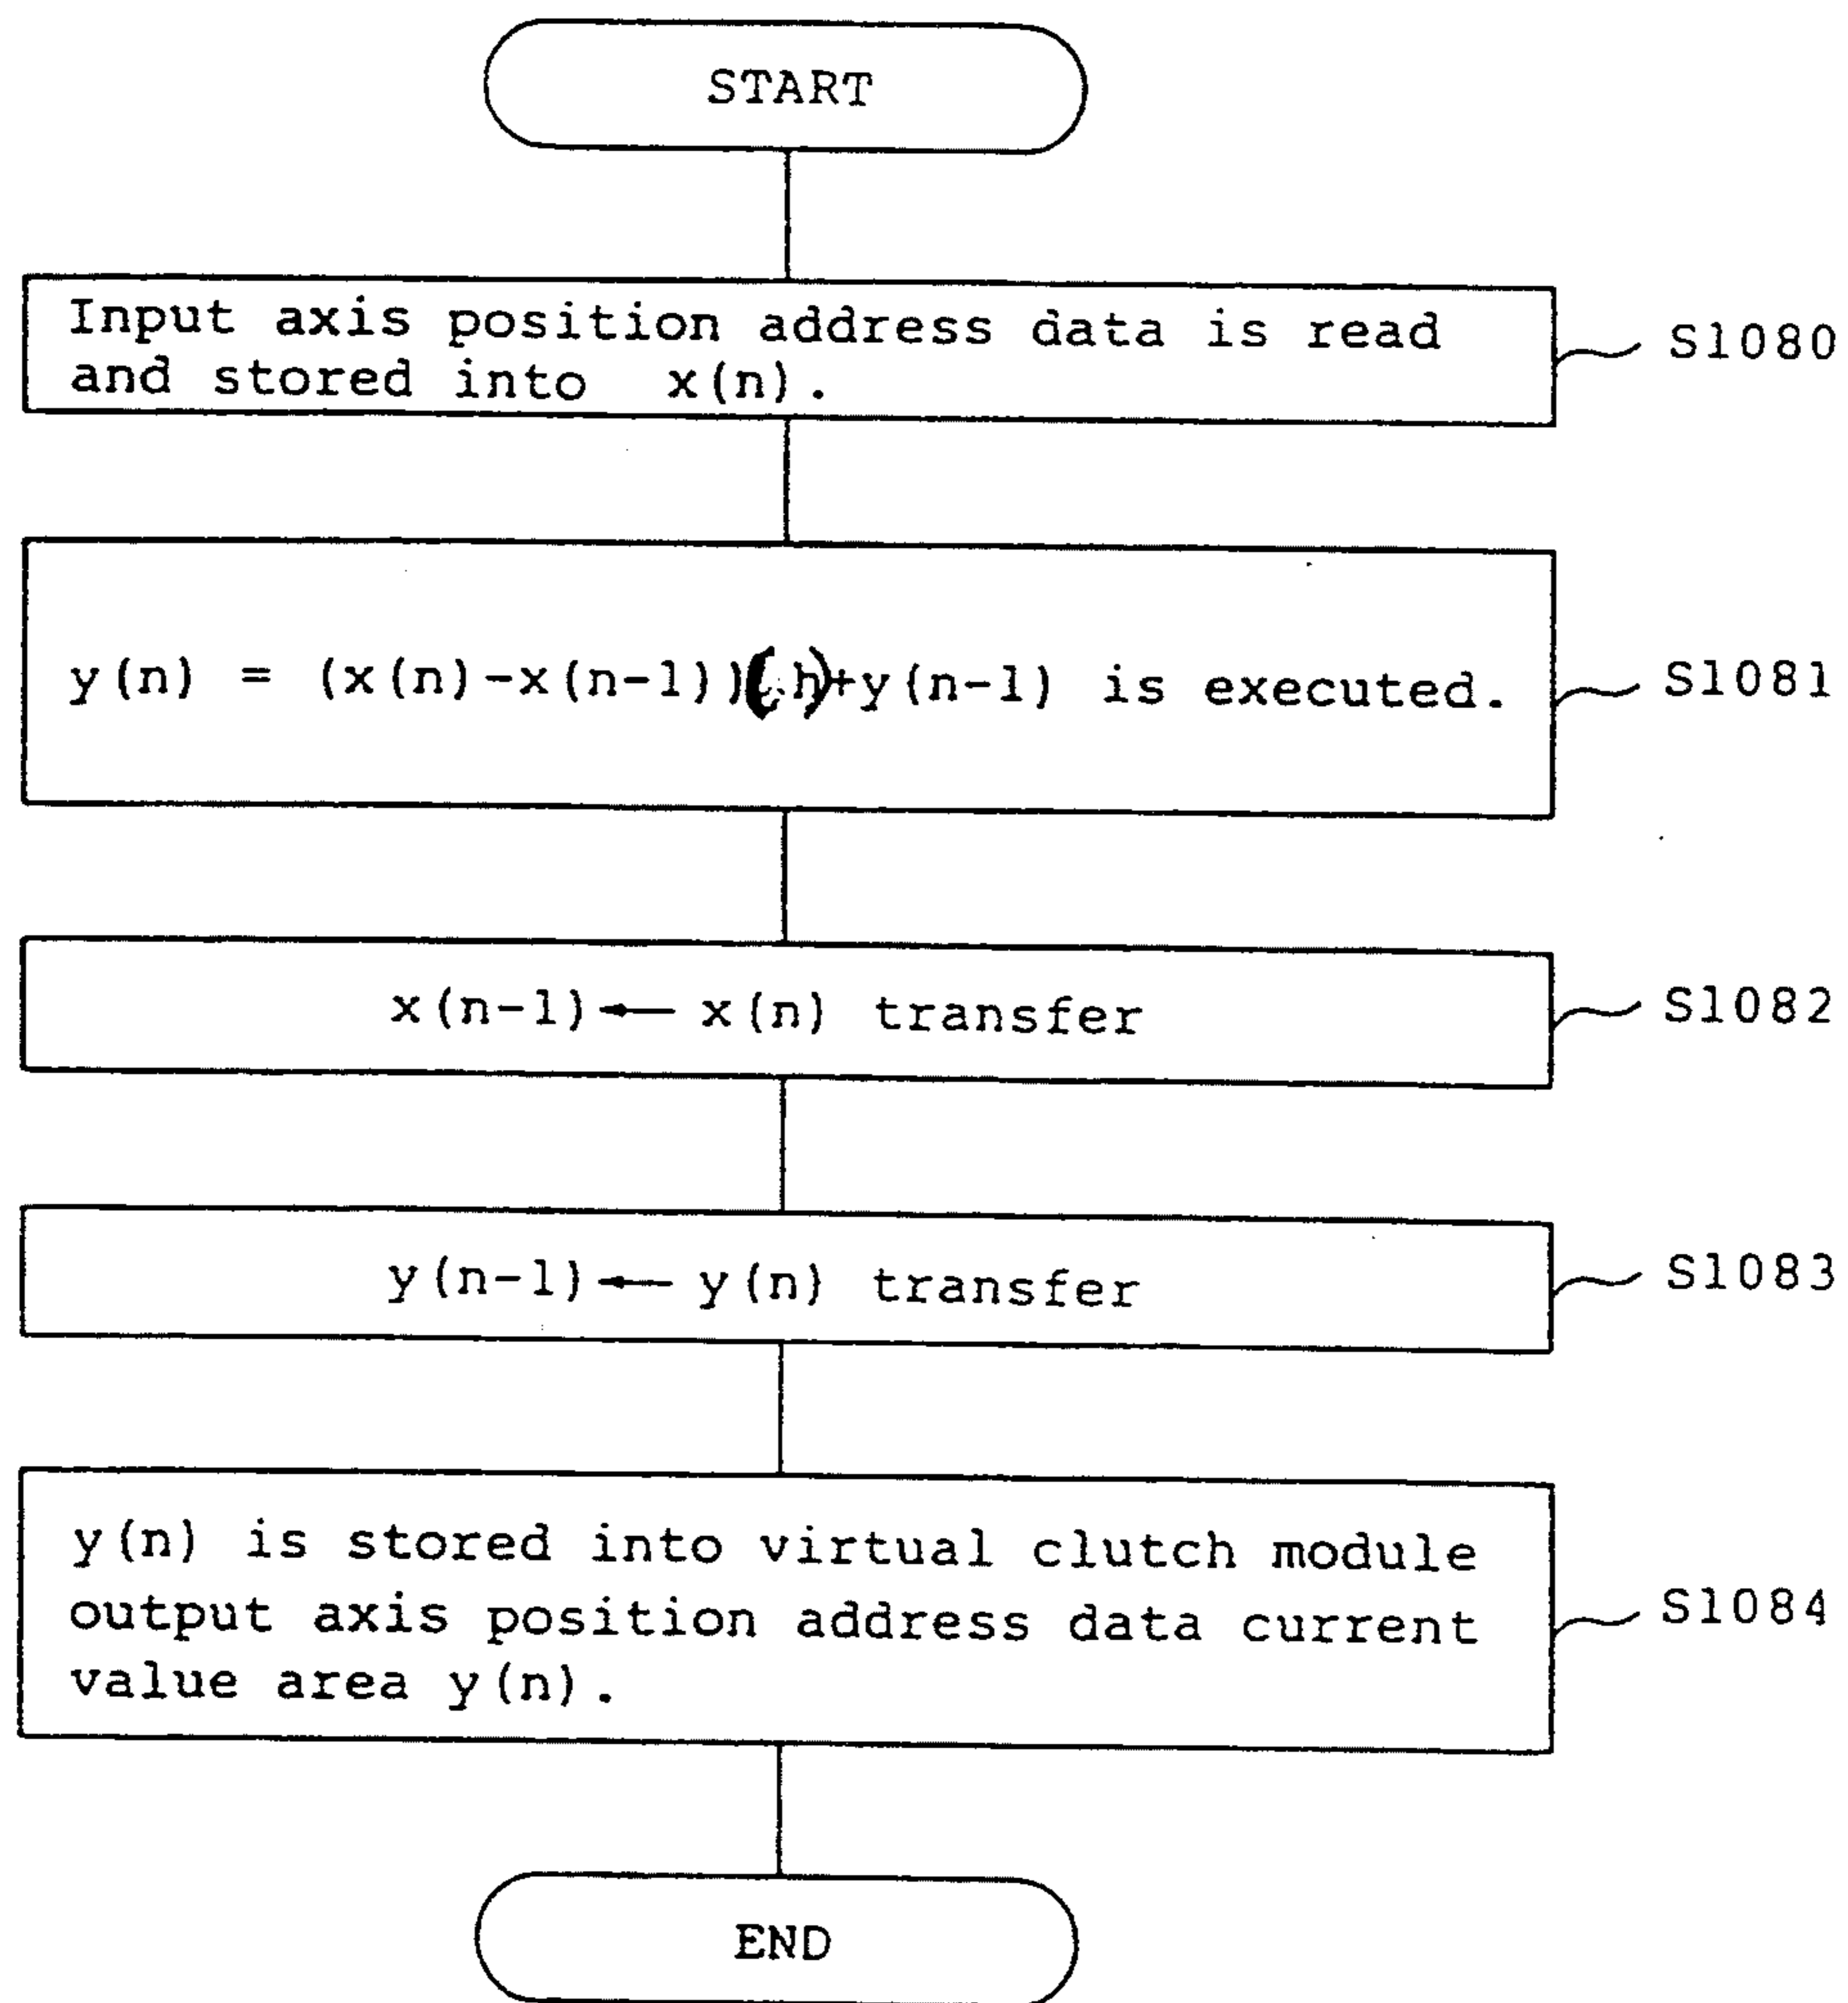 START
Input axis position address data is read
and stored into x(n).
S1080
y(n) = (x(n)-x(n-1))(h)+y(n-1) is executed.
S1081
x(n-1)← x(n) transfer
S1082
y(n-1)← y(n) transfer
S1083
y(n) is stored into virtual clutch module
output axis position address data current
value area y(n).
S1084
END